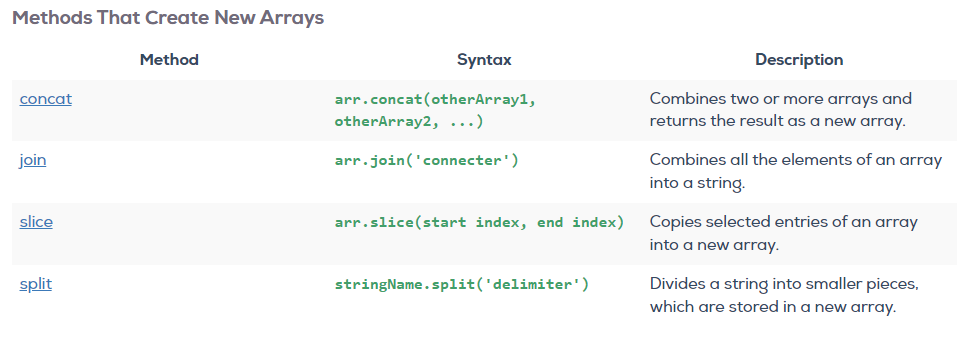 Methods That Create New Arrays
Method Syntax Description
concat arr.concat(otherArray1, Combines two or more arrays and
otherArray2, ...) returns the result as a new array.
join arr.join('connecter') Combines all the elements of an array
into a string.
slice arr.slice(start index, end index) Copies selected entries of an array
into a new array.
split stringName.split('delimiter') Divides a string into smaller pieces,
which are stored in a new array.